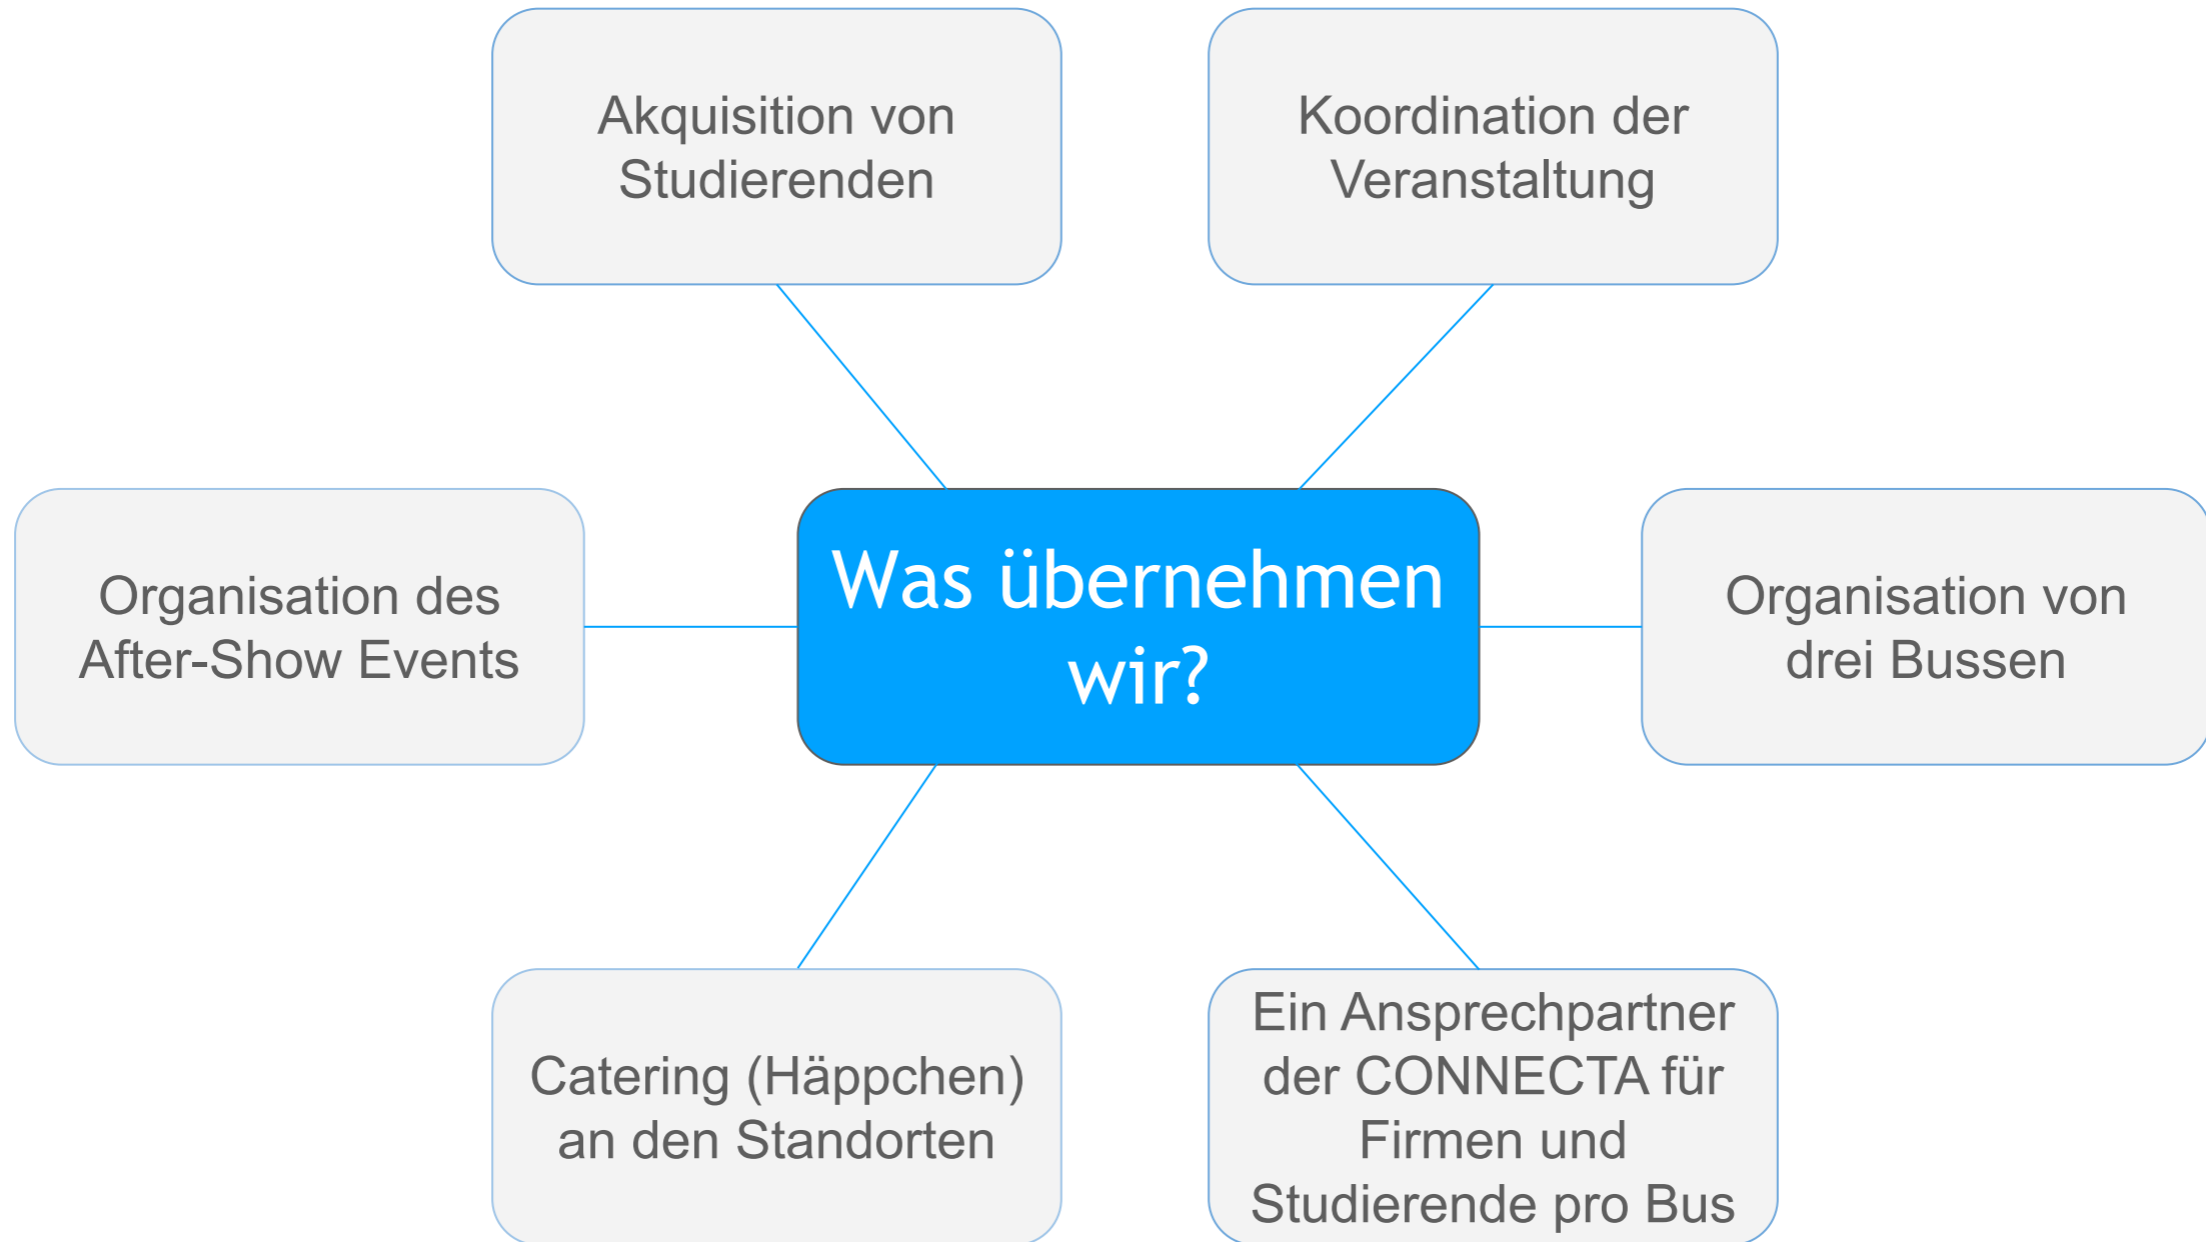 Akquisition von
Studierenden
Koordination der
Veranstaltung
Organisation des
After-Show Events
Was übernehmen
wir?
Organisation von
drei Bussen
Catering (Häppchen)
an den Standorten
Ein Ansprechpartner
der CONNECTA für
Firmen und
Studierende pro Bus